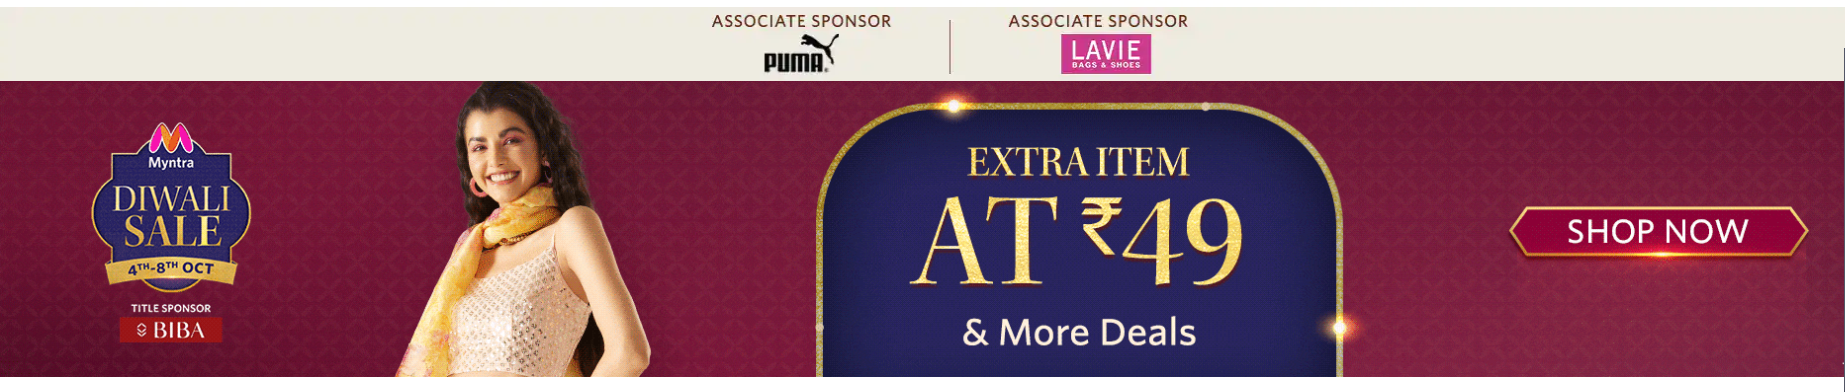 ASSOCIATE SPONSOR
PUMA
ASSOCIATE SPONSOR
LAVIE
BAGS & SHOES
Myntra
DIWALI
SALE
4TH-8TH OCT
TITLE SPONSOR
BIBA
EXTRA ITEM
AT ₹49
& More Deals
SHOP NOW